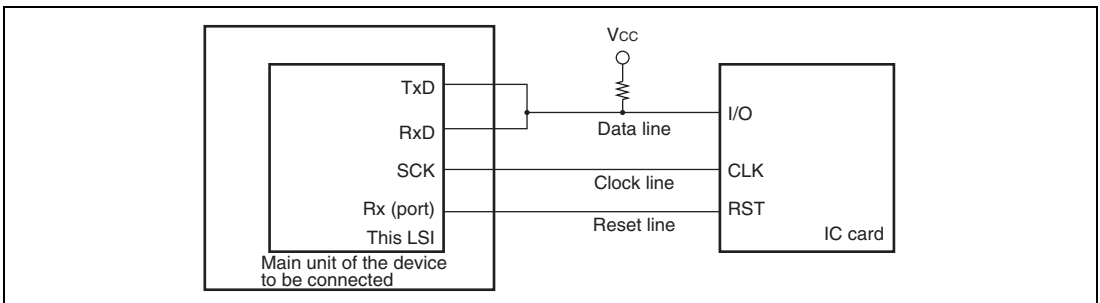 Vcc
TxD
I/O
Data line
RxD
SCK
CLK
Clock line
Rx (port)
RST
Reset line
This LSI
IC card
Main unit of the device
to be connected